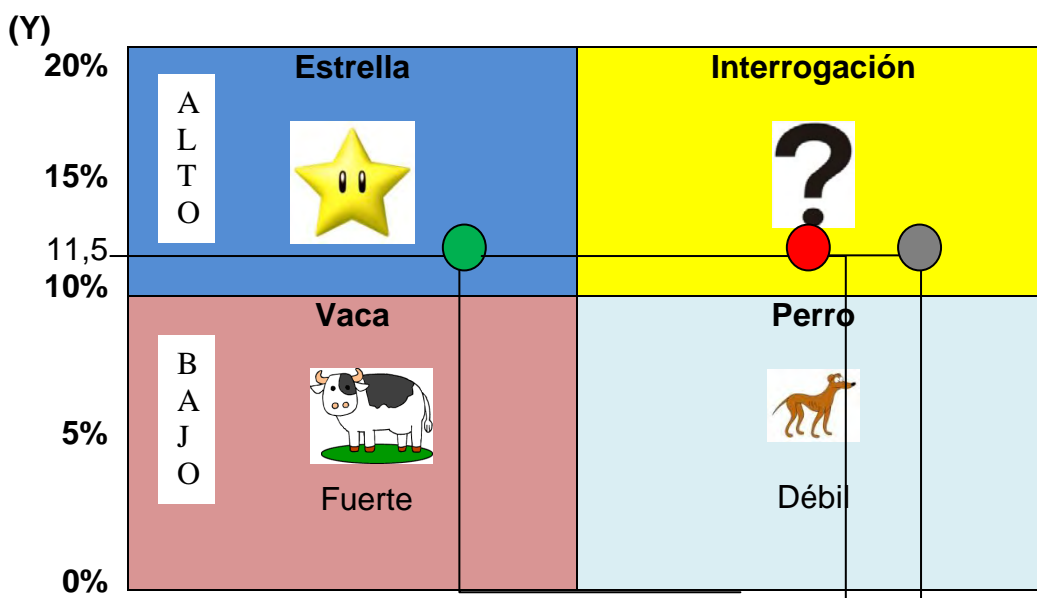 (Y)
20%
Estrella
Interrogación
A
L
T
O
?
15%
11,5
10%
Vaca
Perro
B
A
J
O
5%
Fuerte
Débil
0%